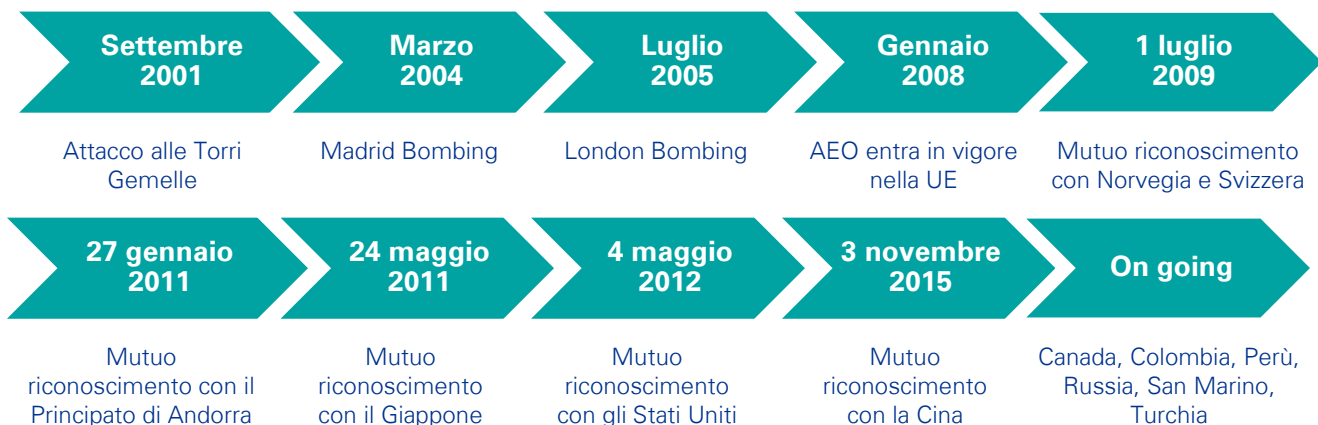 Settembre
2001
Marzo
2004
Luglio
2005
Gennaio
2008
1 luglio
2009
Attacco alle Torri
Gemelle
Madrid Bombing
London Bombing
AEO entra in vigore
nella UE
Mutuo riconoscimento
con Norvegia e Svizzera
27 gennaio
2011
24 maggio
2011
4 maggio
2012
3 novembre
2015
On going
Mutuo
riconoscimento con il
Principato di Andorra
Mutuo
riconoscimento
con il Giappone
Mutuo
riconoscimento
con gli Stati Uniti
Mutuo
riconoscimento
con la Cina
Canada, Colombia, Perù,
Russia, San Marino,
Turchia